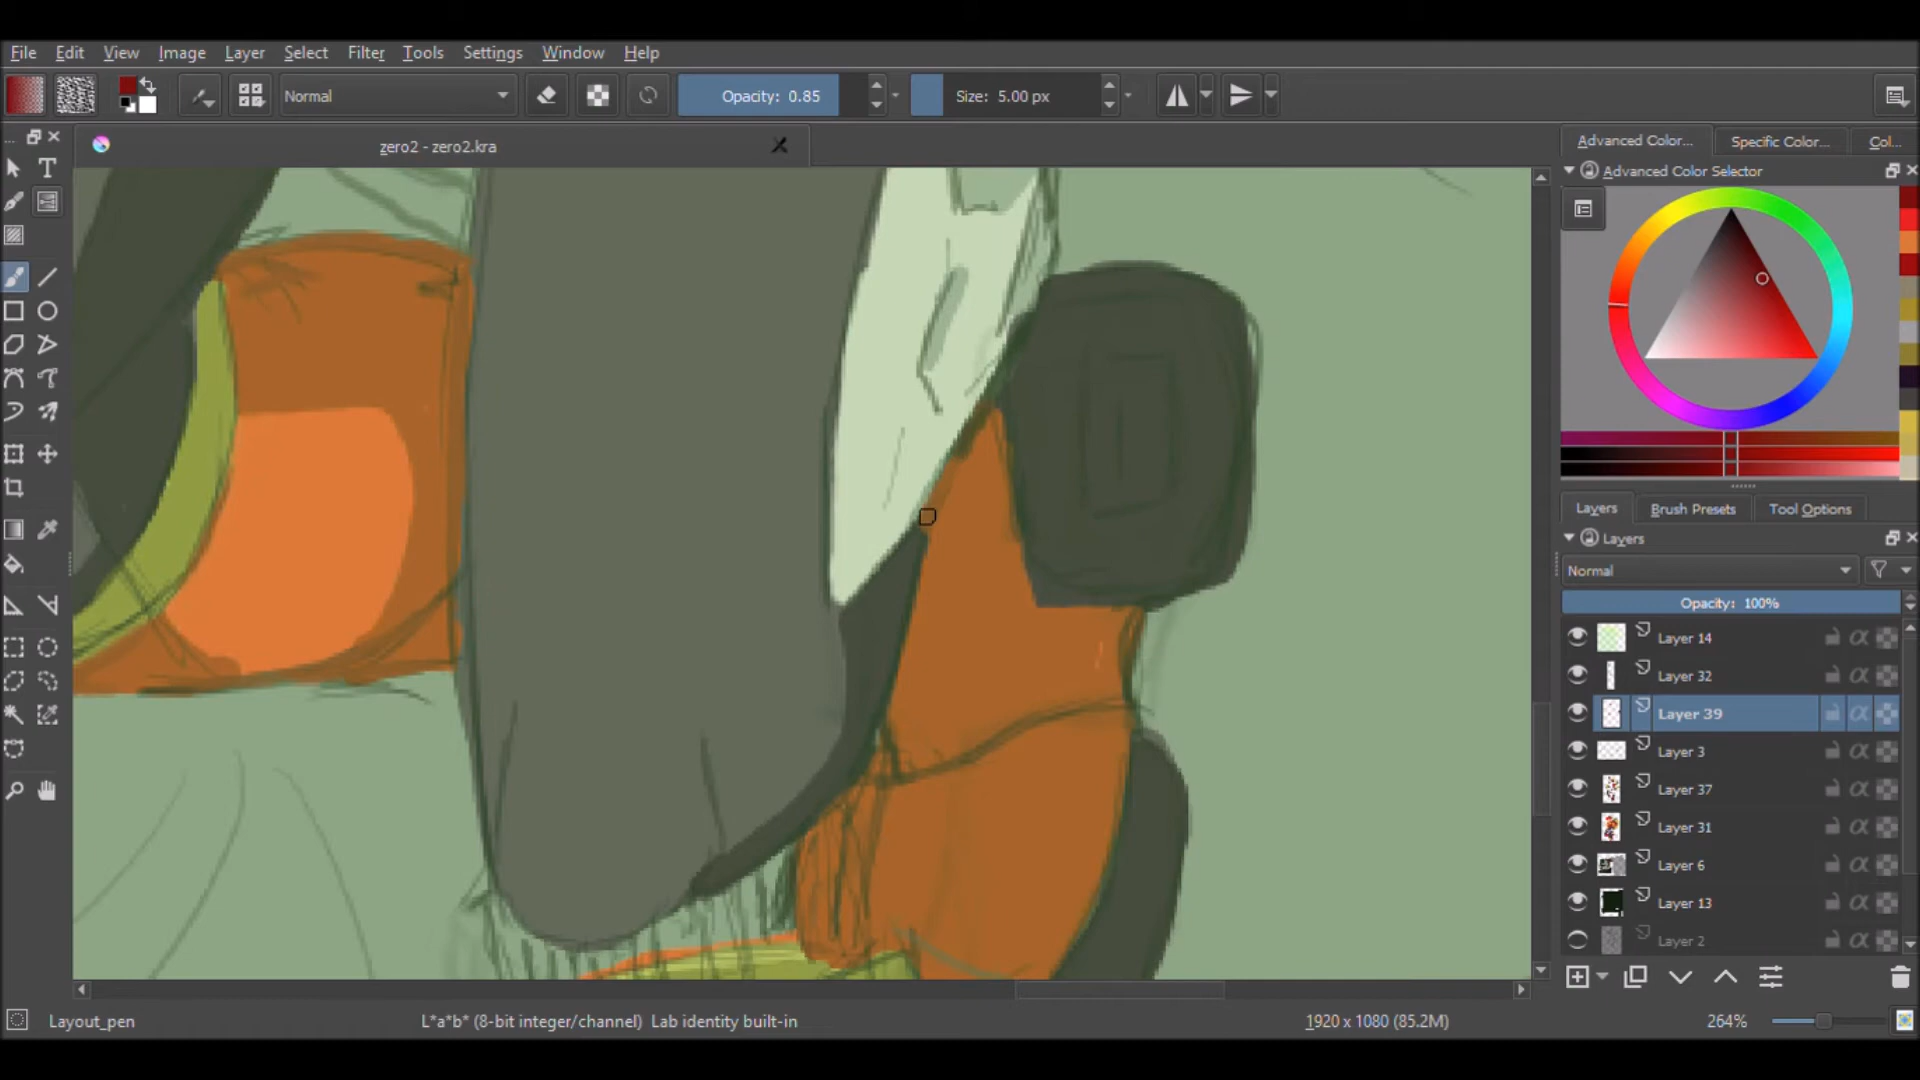 File Edit View Image Layer Select Filter Tools Settings Window Help
Normal Opacity: 0.85 Size: 5.00 px
zero2 - zero2.kra
Advanced Color... Specific Color... Col...
Advanced Color Selector
Layers Brush Presets Tool Options
Layers
Normal
Opacity: 100%
Layer 14
Layer 32
Layer 39
Layer 3
Layer 37
Layer 31
Layer 6
Layer 13
Layer 2
Layout_pen L*a*b* (8-bit integer/channel) Lab identity built-in 1920 x 1080 (85.2M) 264%